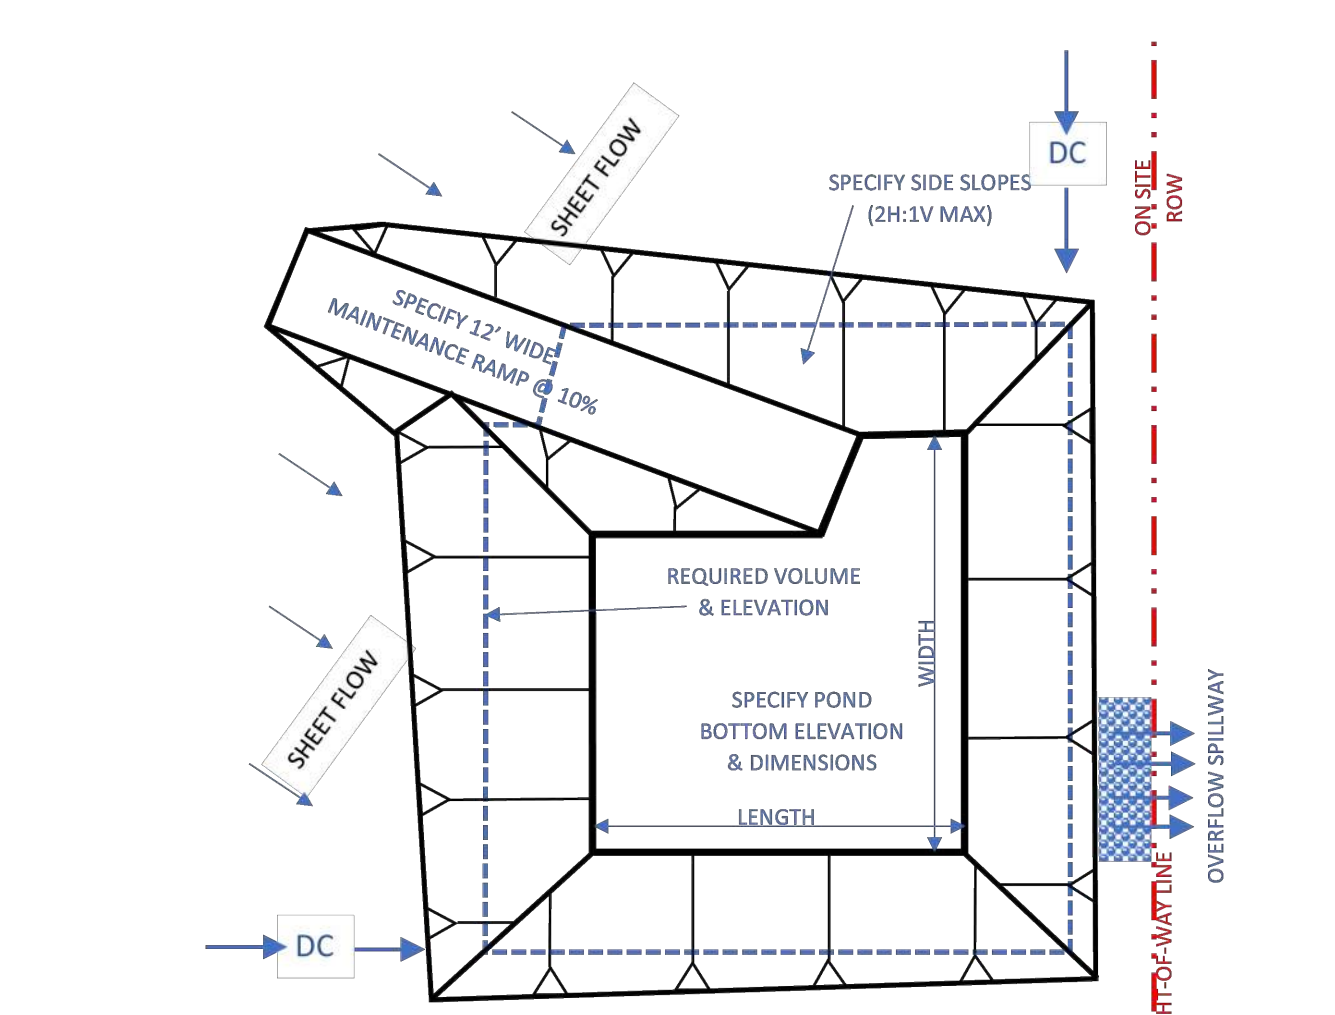 SHEET FLOW
DC
SPECIFY SIDE SLOPES
(2H:1V MAX)
ON SITE
ROW
SPECIFY 12' WIDE
MAINTENANCE RAMP @ 10%
REQUIRED VOLUME
& ELEVATION
WIDTH
SPECIFY POND
BOTTOM ELEVATION
& DIMENSIONS
LENGTH
SHEET FLOW
OVERFLOW SPILLWAY
HT-OF-WAY LINE
DC